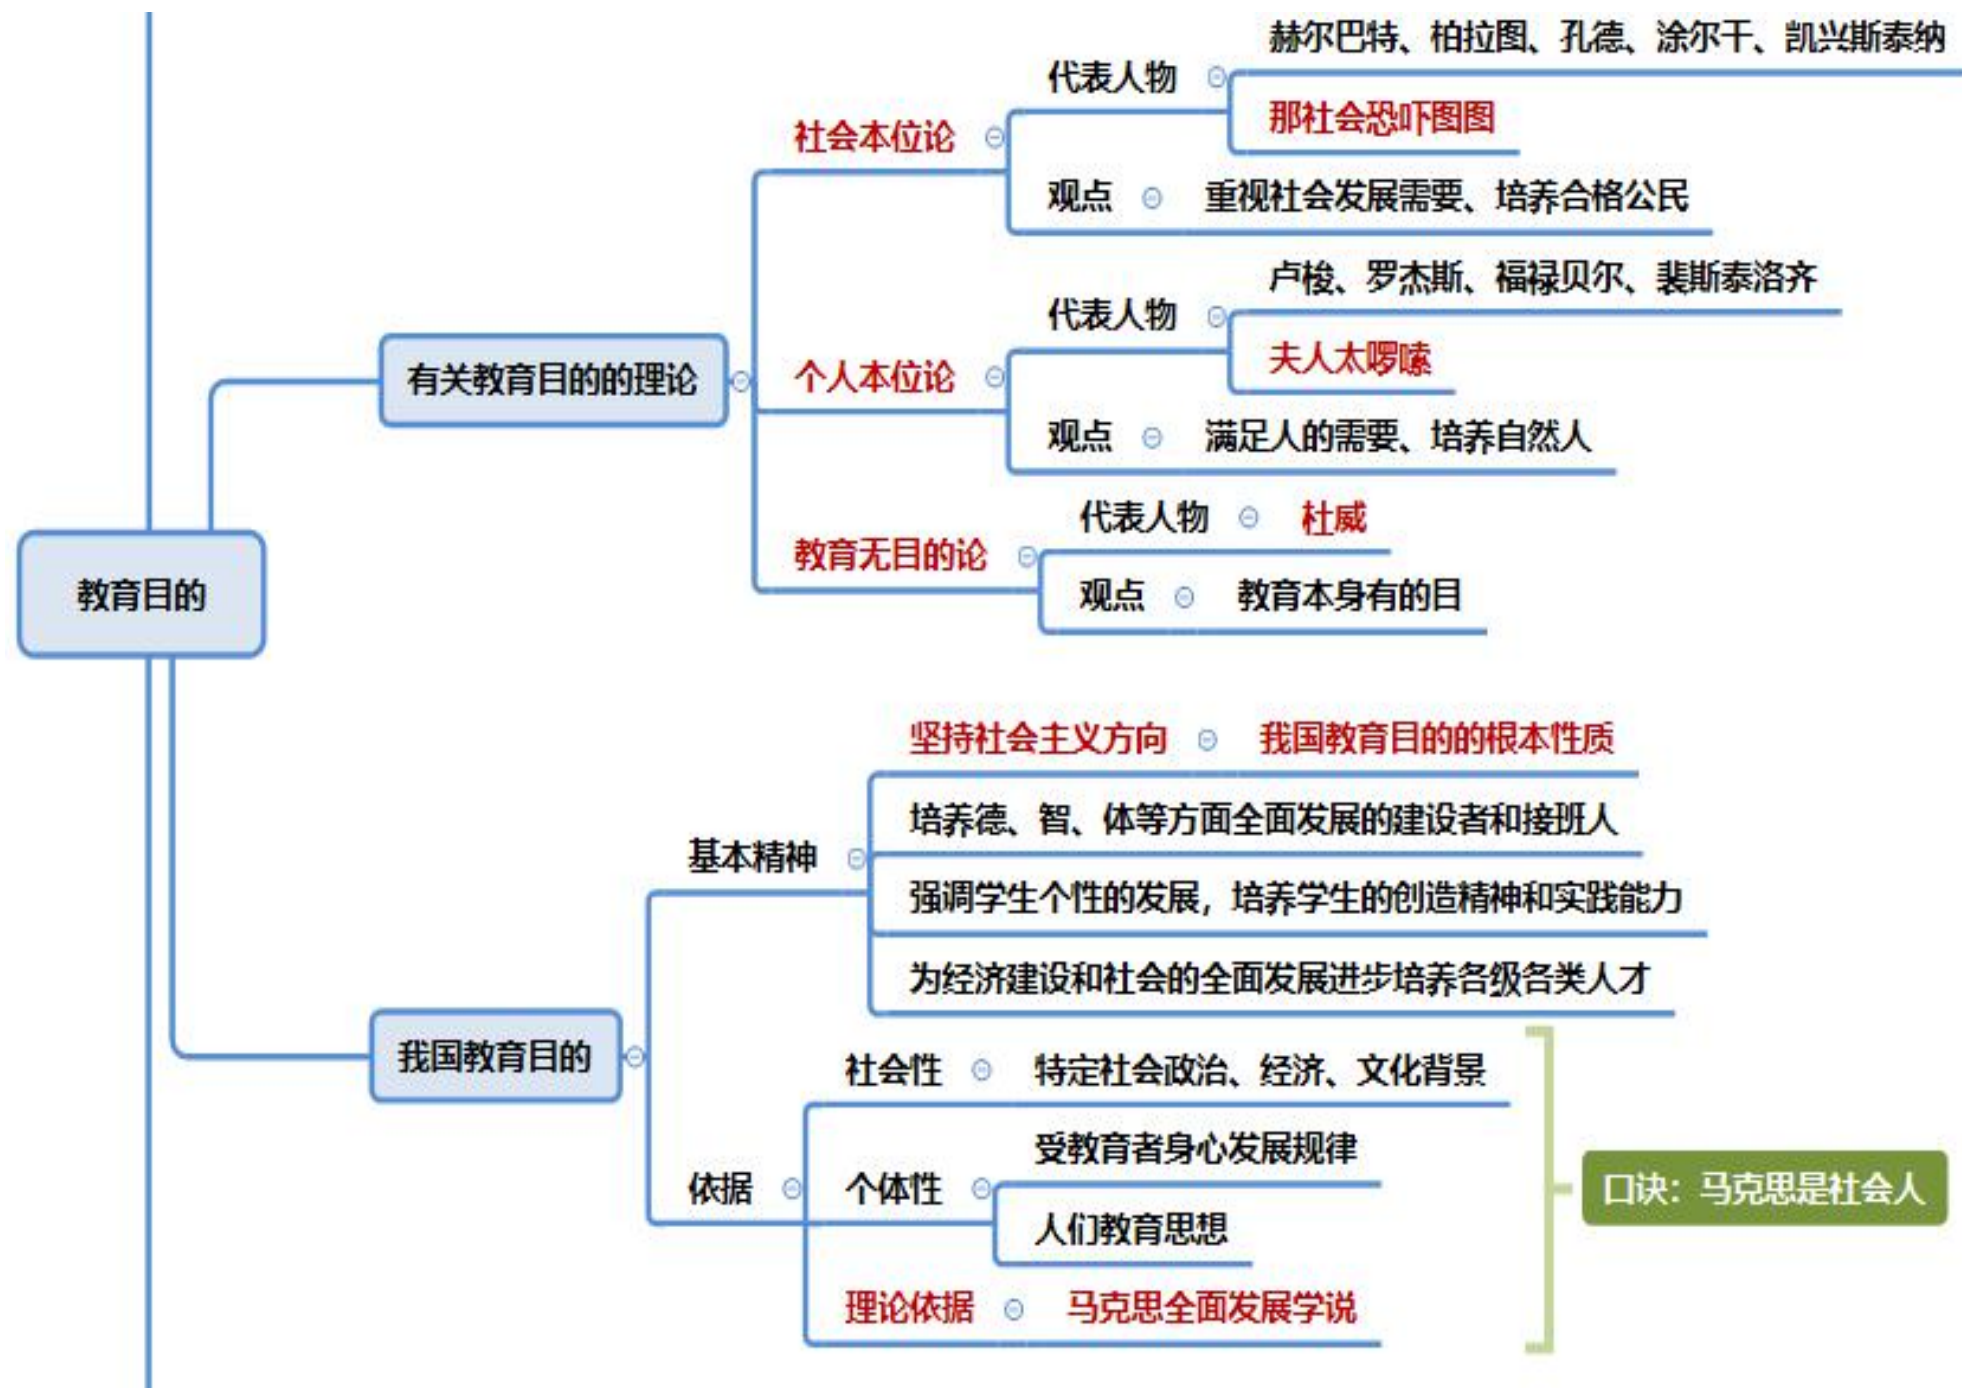 赫尔巴特、柏拉图、孔德、涂尔干、凯兴斯泰纳
代表人物
那社会恐吓图图
社会本位论
观点
重视社会发展需要、培养合格公民
卢梭、罗杰斯、福禄贝尔、裴斯泰洛齐
代表人物
夫人太啰嗦
有关教育目的的理论
个人本位论
观点
满足人的需要、培养自然人
代表人物
杜威
教育无目的论
观点
教育本身有的目
教育目的
坚持社会主义方向
我国教育目的的根本性质
培养德、智、体等方面全面发展的建设者和接班人
基本精神
强调学生个性的发展，培养学生的创造精神和实践能力
为经济建设和社会的全面发展进步培养各级各类人才
我国教育目的
社会性
特定社会政治、经济、文化背景
受教育者身心发展规律
依据
个体性
人们教育思想
理论依据
马克思全面发展学说
口诀：马克思是社会人